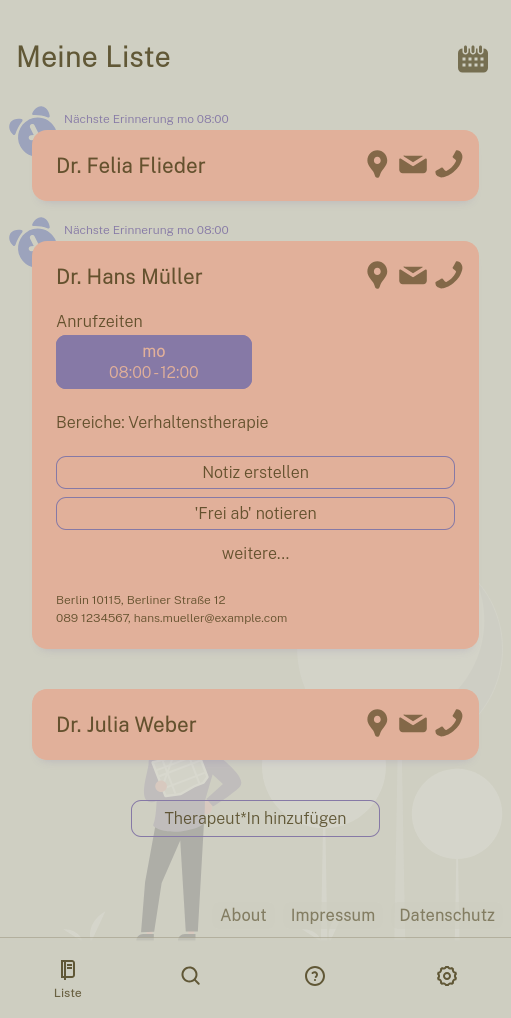 Meine Liste
Nächste Erinnerung mo 08:00
Dr. Felia Flieder
Nächste Erinnerung mo 08:00
Dr. Hans Müller
Anrufzeiten
mo
08:00 - 12:00
Bereiche: Verhaltenstherapie
Notiz erstellen
'Frei ab' notieren
weitere...
Berlin 10115, Berliner Straße 12
089 1234567, hans.mueller@example.com
Dr. Julia Weber
Therapeut*In hinzufügen
About Impressum Datenschutz
Liste